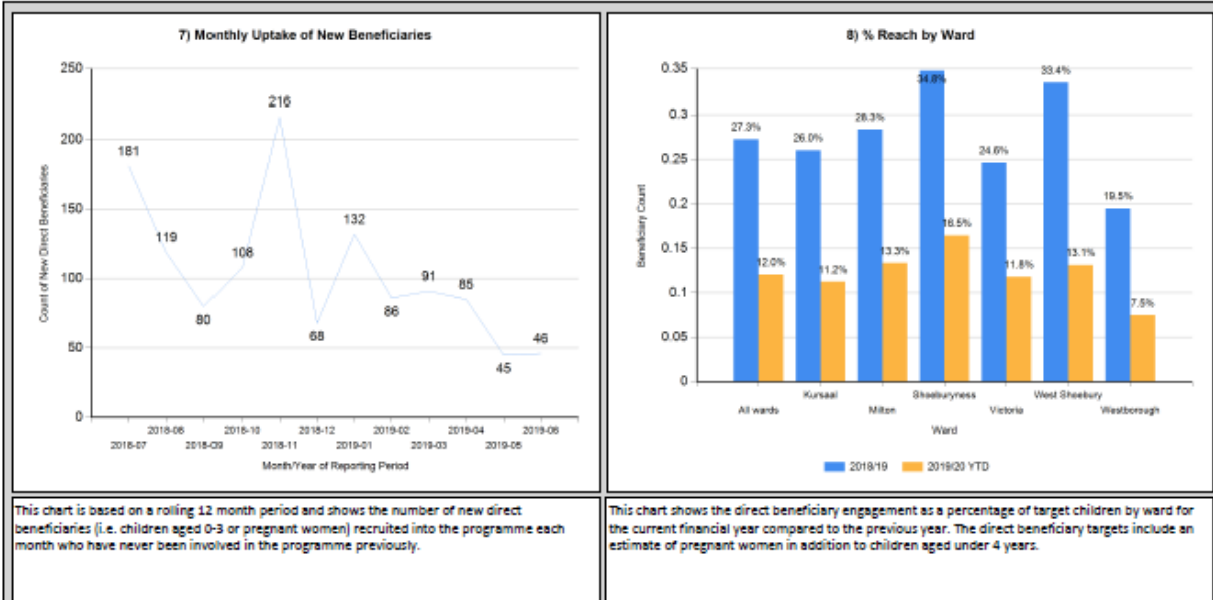 7) Monthly Uptake of New Beneficiaries
250
200
150
100
50
0
Count of New Direct Beneficiaries
181
119
80
108
216
68
132
86
91
85
45
46
2018-08
2018-10
2018-12
2019-02
2019-04
2019-06
2018-07
2018-09
2018-11
2019-01
2019-03
2019-05
Month/Year of Reporting Period
This chart is based on a rolling 12 month period and shows the number of new direct
beneficiaries (i.e. children aged 0-3 or pregnant women) recruited into the programme each
month who have never been involved in the programme previously.
8) % Reach by Ward
0.35
0.3
0.25
0.2
0.15
0.1
0.05
0
Beneficiary Count
27.3%
12.0%
26.0%
11.2%
28.3%
13.3%
34.8%
16.5%
24.6%
11.8%
33.4%
13.1%
19.5%
7.5%
Kursaal
Shoeburyness
West Shoebury
All wards
Milton
Victoria
Westborough
Ward
2018/19
2019/20 YTD
This chart shows the direct beneficiary engagement as a percentage of target children by ward for
the current financial year compared to the previous year. The direct beneficiary targets include an
estimate of pregnant women in addition to children aged under 4 years.